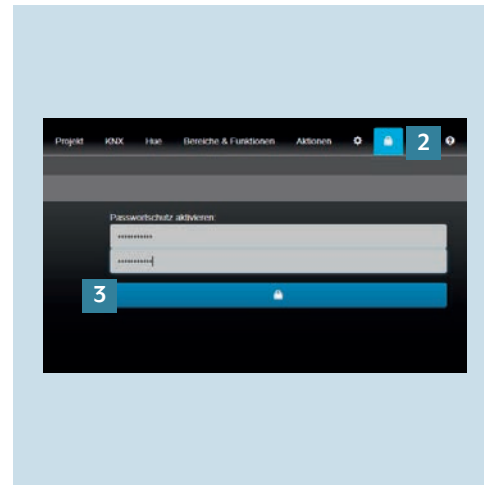 Projekt KNX Hue Bereiche & Funktionen Aktionen 2
Passwortschutz aktivieren:
3